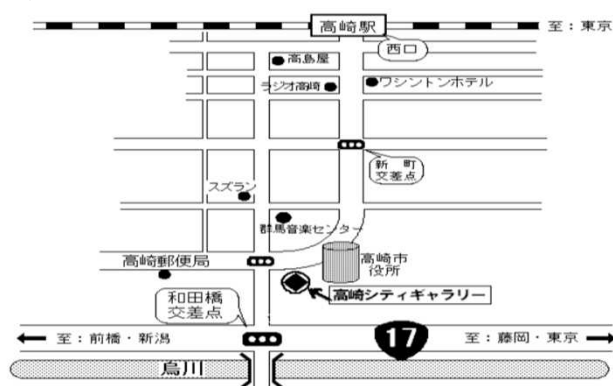 高崎駅
至：東京
西口
高島屋
ラジオ高崎
ワシントンホテル
新 町
交差点
スズラン
群馬音楽センター
高崎郵便局
高崎市
役所
和田橋
交差点
高崎シティギャラリー
至：前橋・新潟
17
至：藤岡・東京
烏川